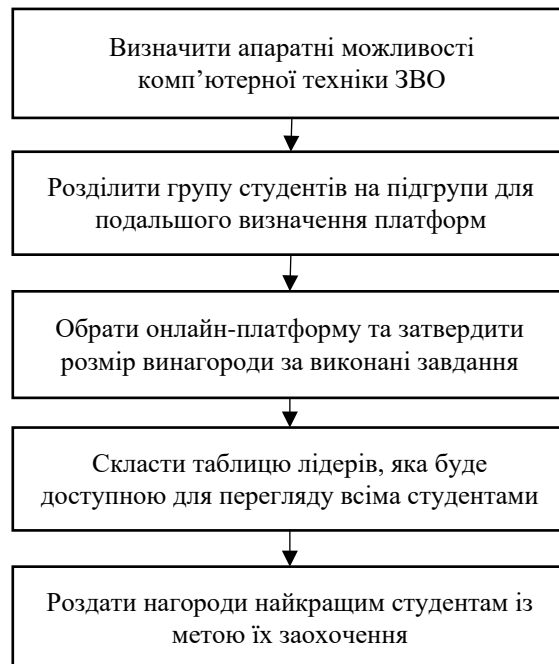 Визначити апаратні можливості
комп’ютерної техніки ЗВО
Розділити групу студентів на підгрупи для
подальшого визначення платформ
Обрати онлайн-платформу та затвердити
розмір винагороди за виконані завдання
Скласти таблицю лідерів, яка буде
доступною для перегляду всіма студентами
Роздати нагороди найкращим студентам із
метою їх заохочення